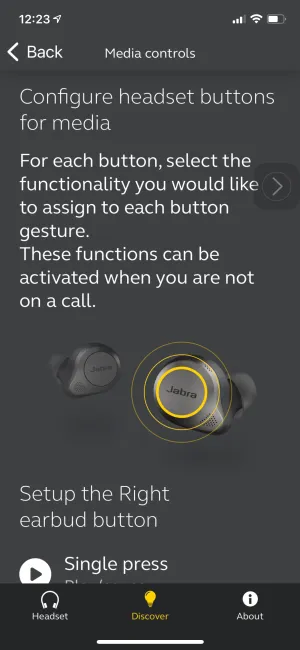 12:23
Back
Media controls
Configure headset buttons
for media
For each button, select the
functionality you would like
to assign to each button
gesture.
These functions can be
activated when you are not
on a call.
Jabra
Jabra
Setup the Right
earbud button
Single press
Headset
Discover
About